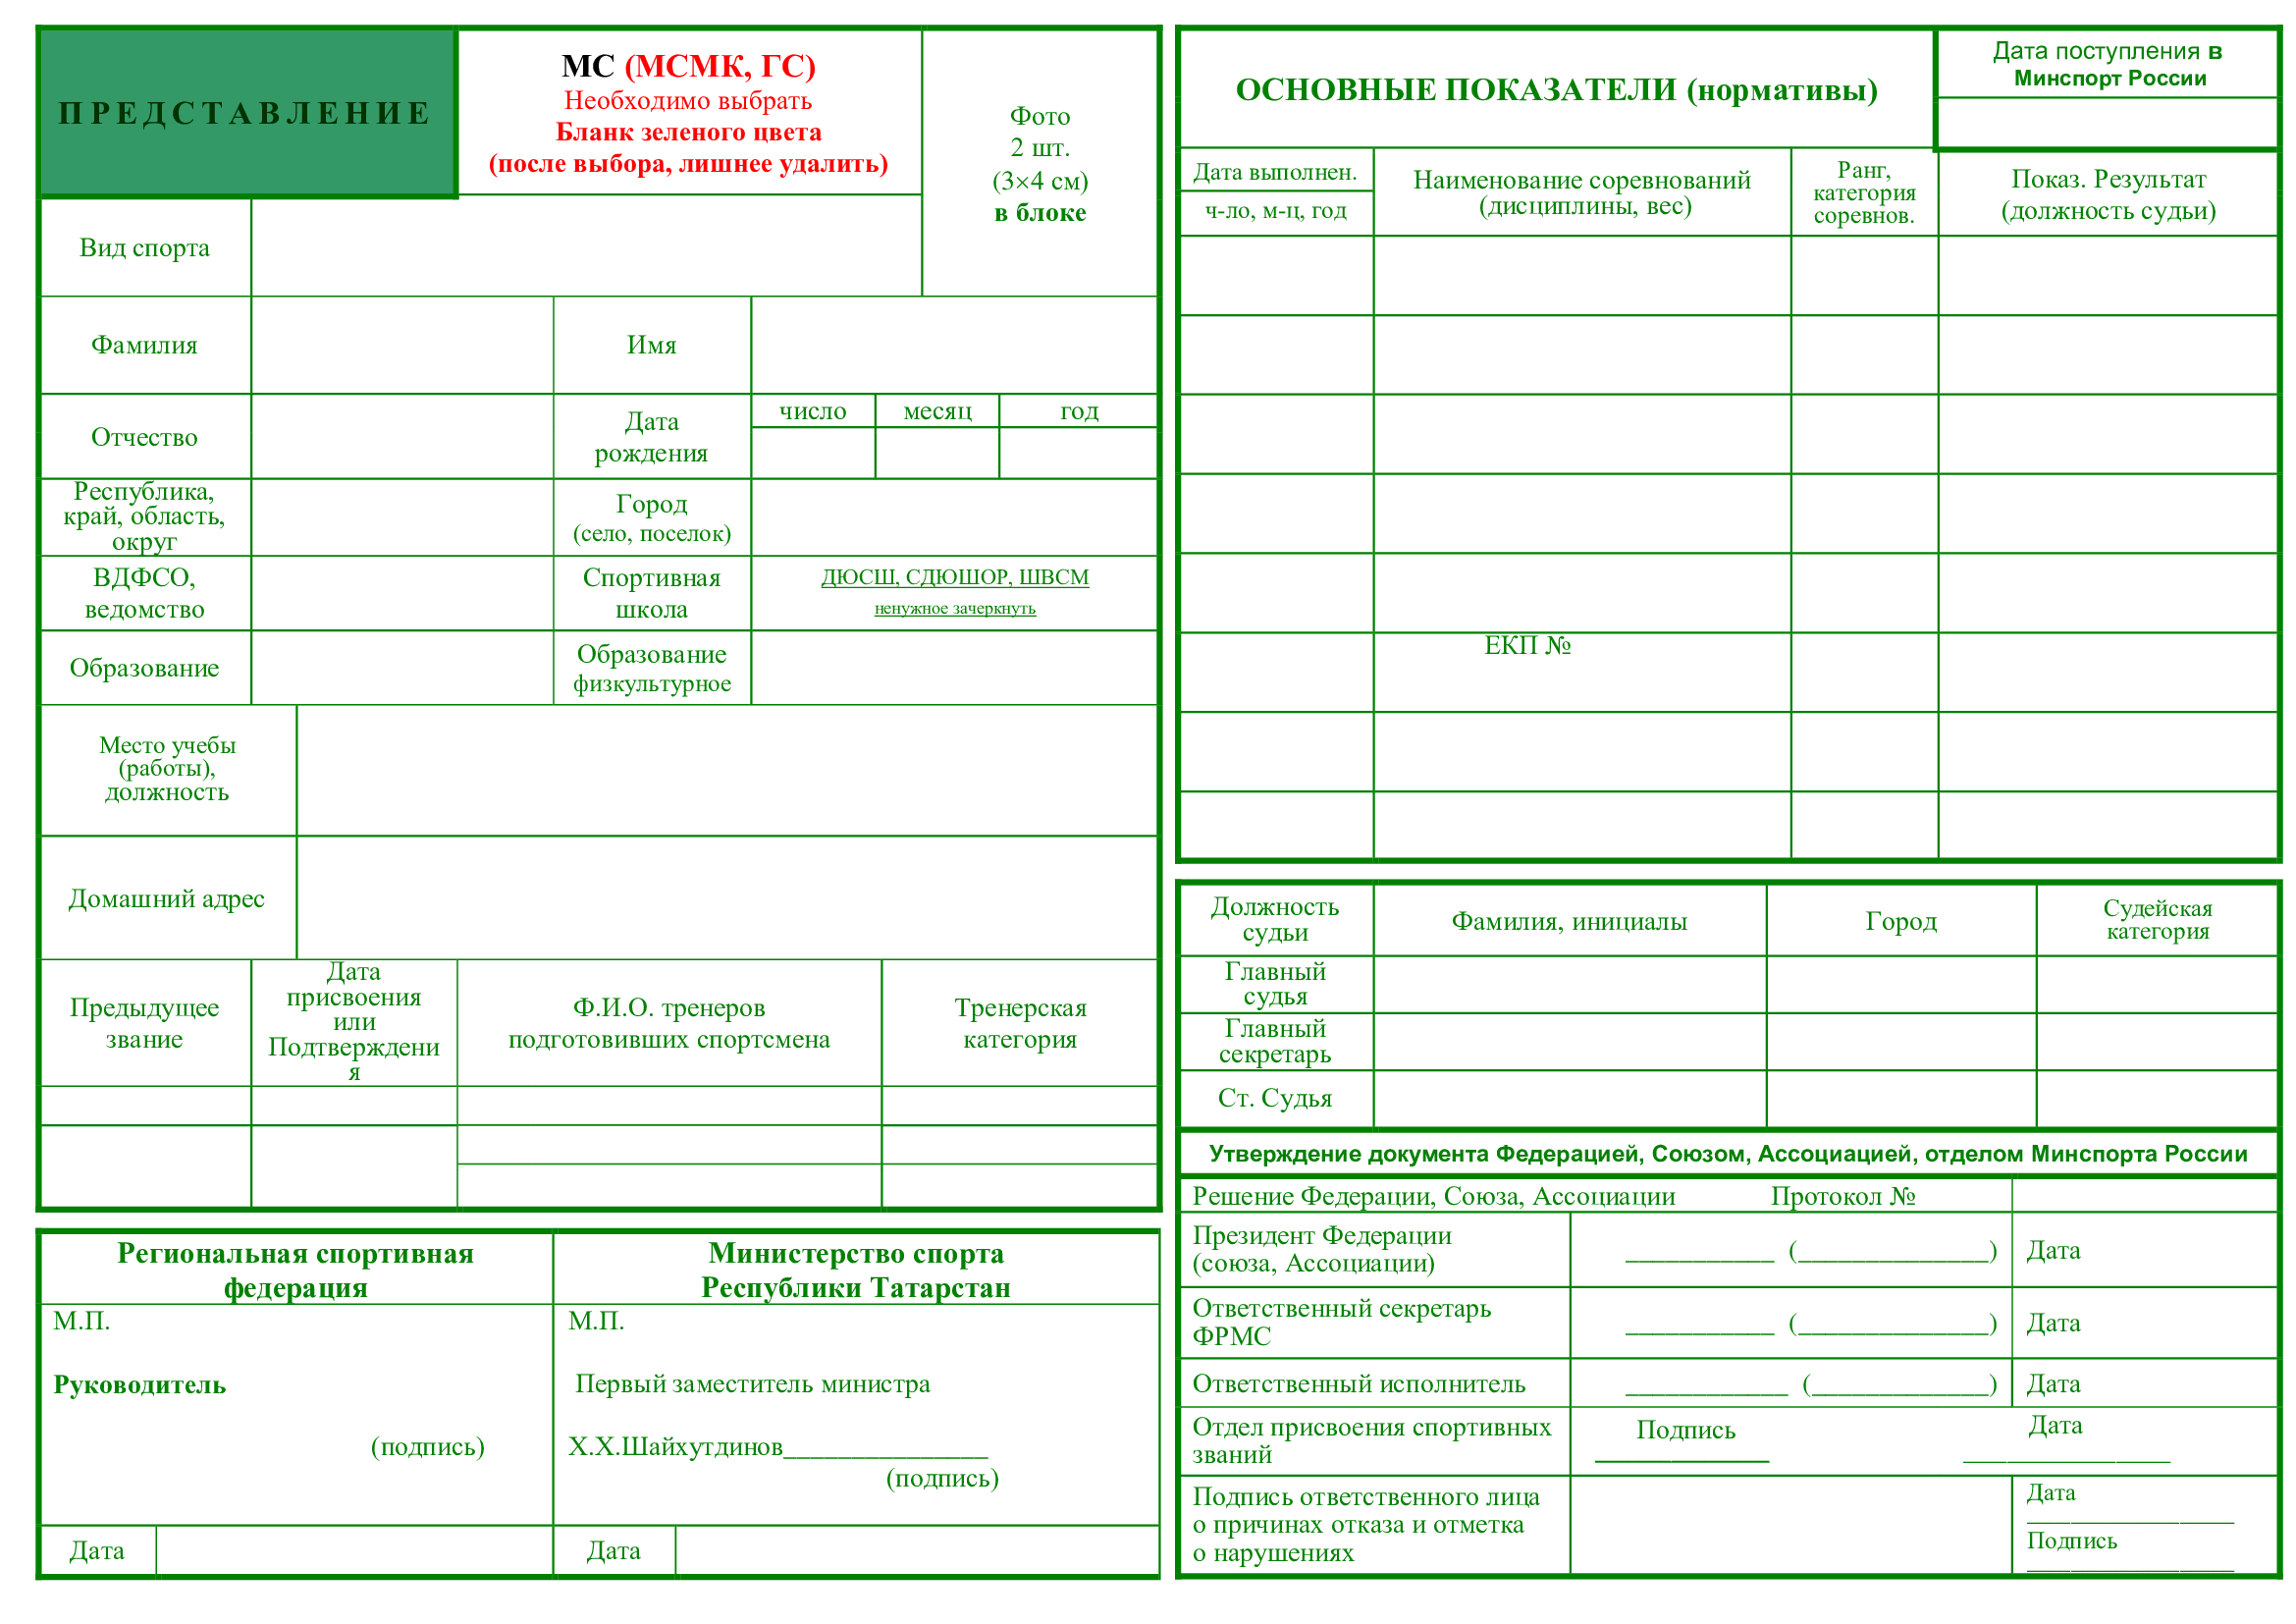 ПРЕДСТАВЛЕНИЕ
МС (МСМК, ГС)
Необходимо выбрать
Бланк зеленого цвета
(после выбора, лишнее удалить)
Фото
2 шт.
(3×4 см)
в блоке
Вид спорта
Фамилия
Имя
Отчество
Дата
рождения
число
месяц
год
Республика,
край, область,
округ
Город
(село, поселок)
ВДФСО,
ведомство
Спортивная
школа
ДЮСШ, СДЮШОР, ШВСМ
ненужное зачеркнуть
Образование
Образование
физкультурное
Место учебы
(работы),
должность
Домашний адрес
Предыдущее
звание
Дата
присвоения
или
Подтверждени
я
Ф.И.О. тренеров
подготовивших спортсмена
Тренерская
категория
Региональная спортивная
федерация
Министерство спорта
Республики Татарстан
М.П.
Руководитель
(подпись)
М.П.
Первый заместитель министра
Х.Х.Шайхутдинов_______________
(подпись)
Дата
Дата
ОСНОВНЫЕ ПОКАЗАТЕЛИ (нормативы)
Дата поступления в
Минспорт России
Дата выполнен.
ч-ло, м-ц, год
Наименование соревнований
(дисциплины, вес)
Ранг,
категория
соревнов.
Показ. Результат
(должность судьи)
ЕКП №
Должность
судьи
Фамилия, инициалы
Город
Судейская
категория
Главный
судья
Главный
секретарь
Ст. Судья
Утверждение документа Федерацией, Союзом, Ассоциацией, отделом Минспорта России
Решение Федерации, Союза, Ассоциации Протокол №
Президент Федерации
(союза, Ассоциации)
___________ (______________)
Дата
Ответственный секретарь
ФРМС
___________ (______________)
Дата
Ответственный исполнитель
____________ (_____________)
Дата
Отдел присвоения спортивных
званий
Подпись
_____________
Дата
_______________
Подпись ответственного лица
о причинах отказа и отметка
о нарушениях
Дата
_______________
Подпись
_______________